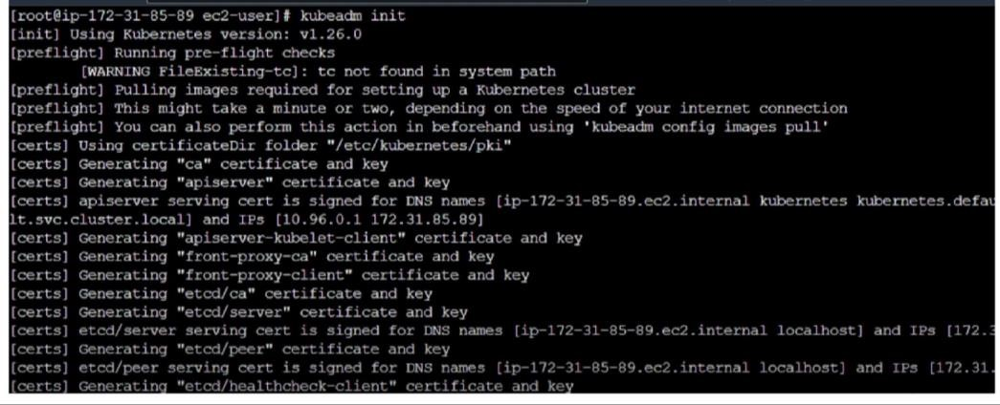 [root@ip-172-31-85-89 ec2-user]# kubeadm init
[init] Using Kubernetes version: v1.26.0
[preflight] Running pre-flight checks
[WARNING FileExisting-tc]: tc not found in system path
[preflight] Pulling images required for setting up a Kubernetes cluster
[preflight] This might take a minute or two, depending on the speed of your internet connection
[preflight] You can also perform this action in beforehand using 'kubeadm config images pull'
[certs] Using certificateDir folder "/etc/kubernetes/pki"
[certs] Generating "ca" certificate and key
[certs] Generating "apiserver" certificate and key
[certs] apiserver serving cert is signed for DNS names [ip-172-31-85-89.ec2.internal kubernetes kubernetes.defau
lt.svc.cluster.local] and IPs [10.96.0.1 172.31.85.89]
[certs] Generating "apiserver-kubelet-client" certificate and key
[certs] Generating "front-proxy-ca" certificate and key
[certs] Generating "front-proxy-client" certificate and key
[certs] Generating "etcd/ca" certificate and key
[certs] Generating "etcd/server" certificate and key
[certs] etcd/server serving cert is signed for DNS names [ip-172-31-85-89.ec2.internal localhost] and IPs [172.3
[certs] Generating "etcd/peer" certificate and key
[certs] etcd/peer serving cert is signed for DNS names [ip-172-31-85-89.ec2.internal localhost] and IPs [172.31.
[certs] Generating "etcd/healthcheck-client" certificate and key